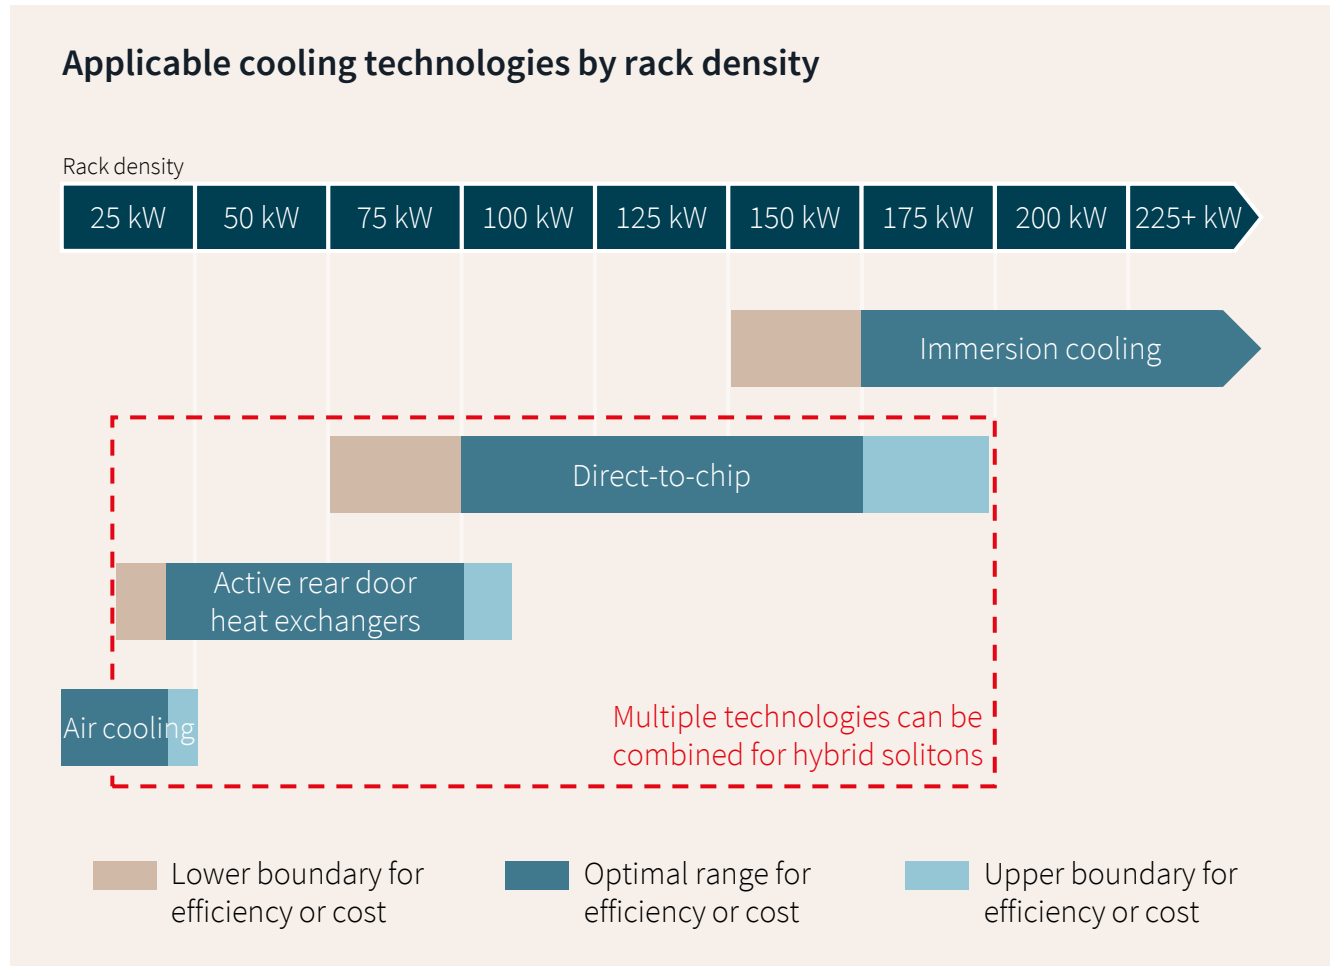 Applicable cooling technologies by rack density
Rack density
25 kW
50 kW
75 kW
100 kW
125 kW
150 kW
175 kW
200 kW
225+ kW
Immersion cooling
Direct-to-chip
Active rear door
heat exchangers
Air cooling
Multiple technologies can be
combined for hybrid solitons
Lower boundary for
efficiency or cost
Optimal range for
efficiency or cost
Upper boundary for
efficiency or cost